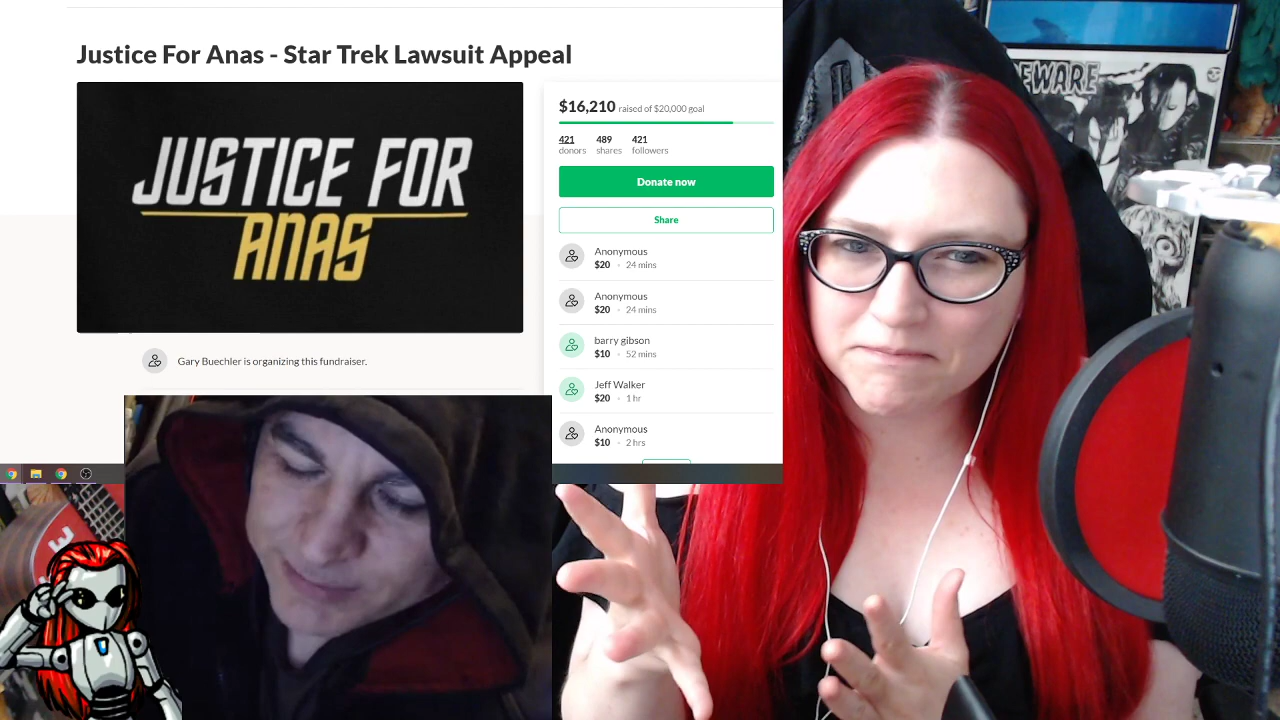 Justice For Anas - Star Trek Lawsuit Appeal
JUSTICE FOR
ANAS
Gary Buechler is organizing this fundraiser.
$16,210 raised of $20,000 goal
421 489 421
donors shares followers
Donate now
Share
Anonymous
$20 • 24 mins
Anonymous
$20 • 24 mins
barry gibson
$10 • 52 mins
Jeff Walker
$20 • 1 hr
Anonymous
$10 • 2 hrs
EWARE